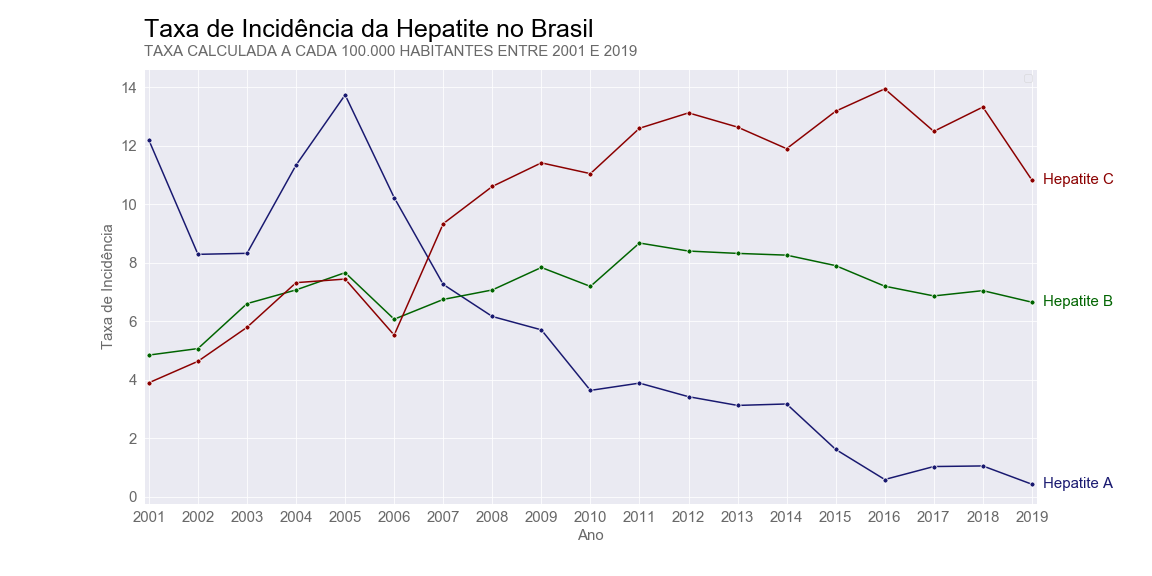 Taxa de Incidência da Hepatite no Brasil
TAXA CALCULADA A CADA 100.000 HABITANTES ENTRE 2001 E 2019
14
12
10
8
6
4
2
0
Taxa de Incidência
Hepatite C
Hepatite B
Hepatite A
2001 2002 2003 2004 2005 2006 2007 2008 2009 2010 2011 2012 2013 2014 2015 2016 2017 2018 2019
Ano